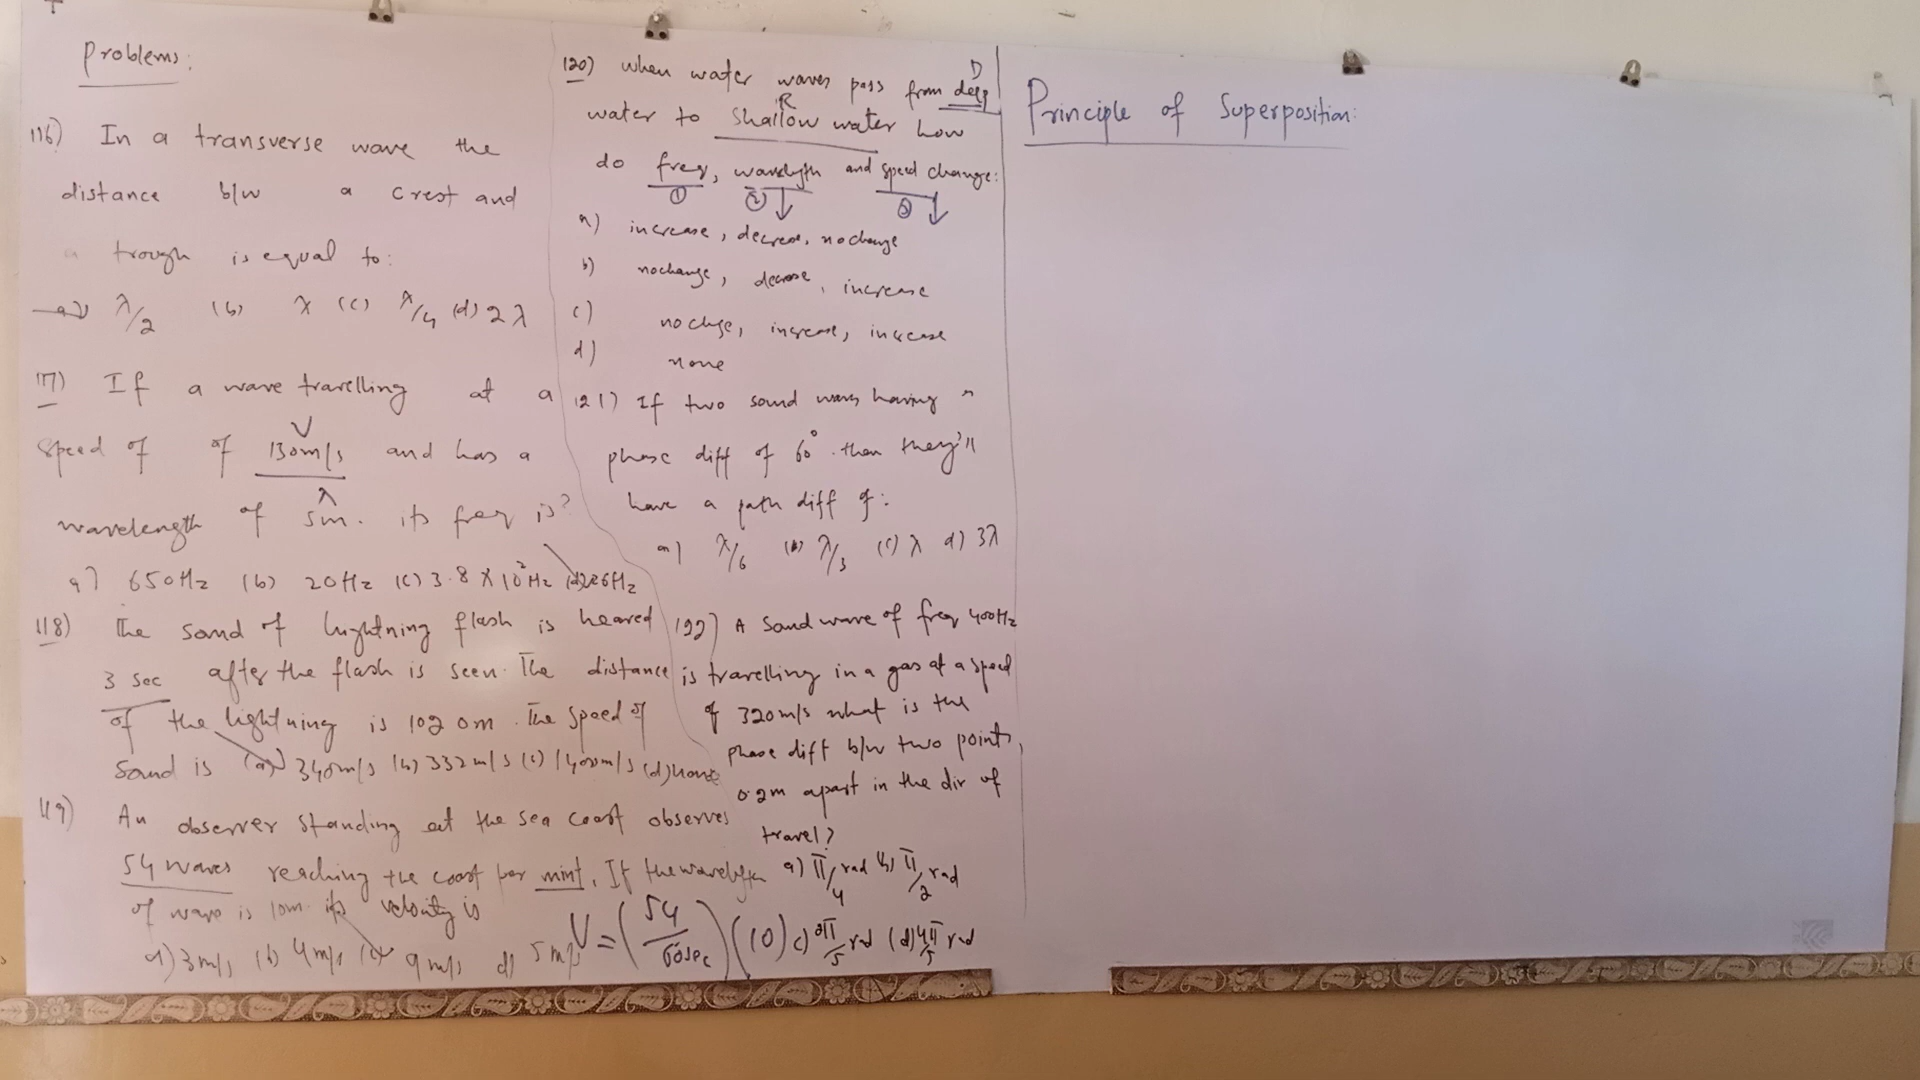 Problems:
116) In a transverse wave the
distance b/w a crest and
a trough is equal to:
a) λ/2 (b) λ (c) λ/4 (d) 2λ
117) If a wave travelling at a
speed of of 130m/s and has a
V
wavelength of 5m. its freq is?
λ
a) 650Hz (b) 20Hz (c) 3.8 X 10²Hz (d) 26Hz
118) The sound of lightning flash is heared
3 sec after the flash is seen. The distance
of the lightning is 1020m. The Speed of
sound is (a) 340m/s (b) 332m/s (c) 1400m/s (d) none
119) An observer standing at the sea coast observes
54 waves reaching the coast per mint. If the wavelength
of wave is 10m. its velocity is
a) 3m/s (b) 4m/s (c) 9m/s d) 5m/s
V = (54/60sec)(10)
120) when water waves pass from deep
D
water to shallow water how
R
do freq, wavelength and speed change:
① ② ↓ ③ ↓
a) increase, decrease, no change
b) nochange, decrease, increase
c) no chnge, increase, increase
d) none
121) If two sound waves having a
phase diff of 60° then they'll
have a path diff of:
a) λ/6 (b) λ/3 (c) λ d) 3λ
122) A Sound wave of freq 400Hz
is travelling in a gas at a speed
of 320m/s what is the
phase diff b/w two points,
0.2m apart in the dir of
travel?
a) π/4 rad (b) π/2 rad
c) 2π/5 rd (d) 4π/5 rad
Principle of Superposition: